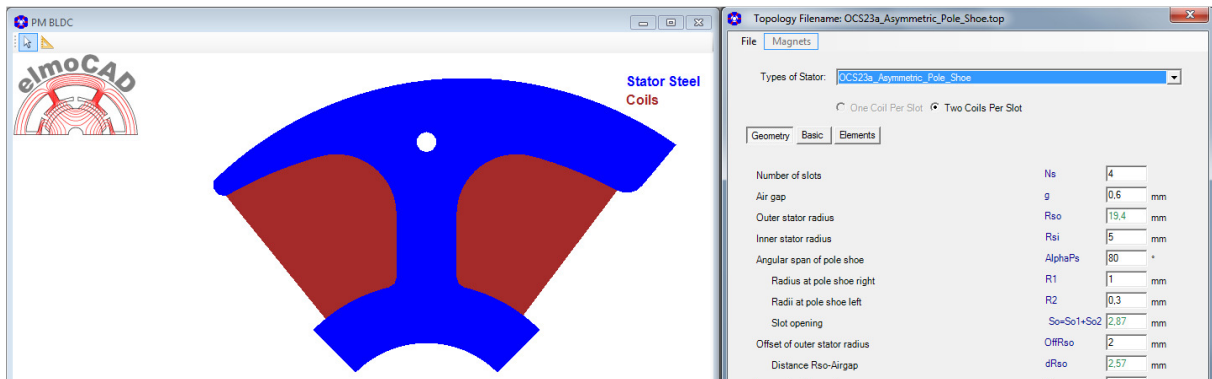 PM BLDC
elmoCAD
Stator Steel
Coils
Topology Filename: OCS23a_Asymmetric_Pole_Shoe.top
File Magnets
Types of Stator: OCS23a_Asymmetric_Pole_Shoe
One Coil Per Slot Two Coils Per Slot
Geometry Basic Elements
Number of slots Ns 4
Air gap g 0,6 mm
Outer stator radius Rso 19,4 mm
Inner stator radius Rsi 5 mm
Angular span of pole shoe AlphaPs 80 °
Radius at pole shoe right R1 1 mm
Radii at pole shoe left R2 0,3 mm
Slot opening So=So1+So2 2,87 mm
Offset of outer stator radius OffRso 2 mm
Distance Rso-Airgap dRso 2,57 mm